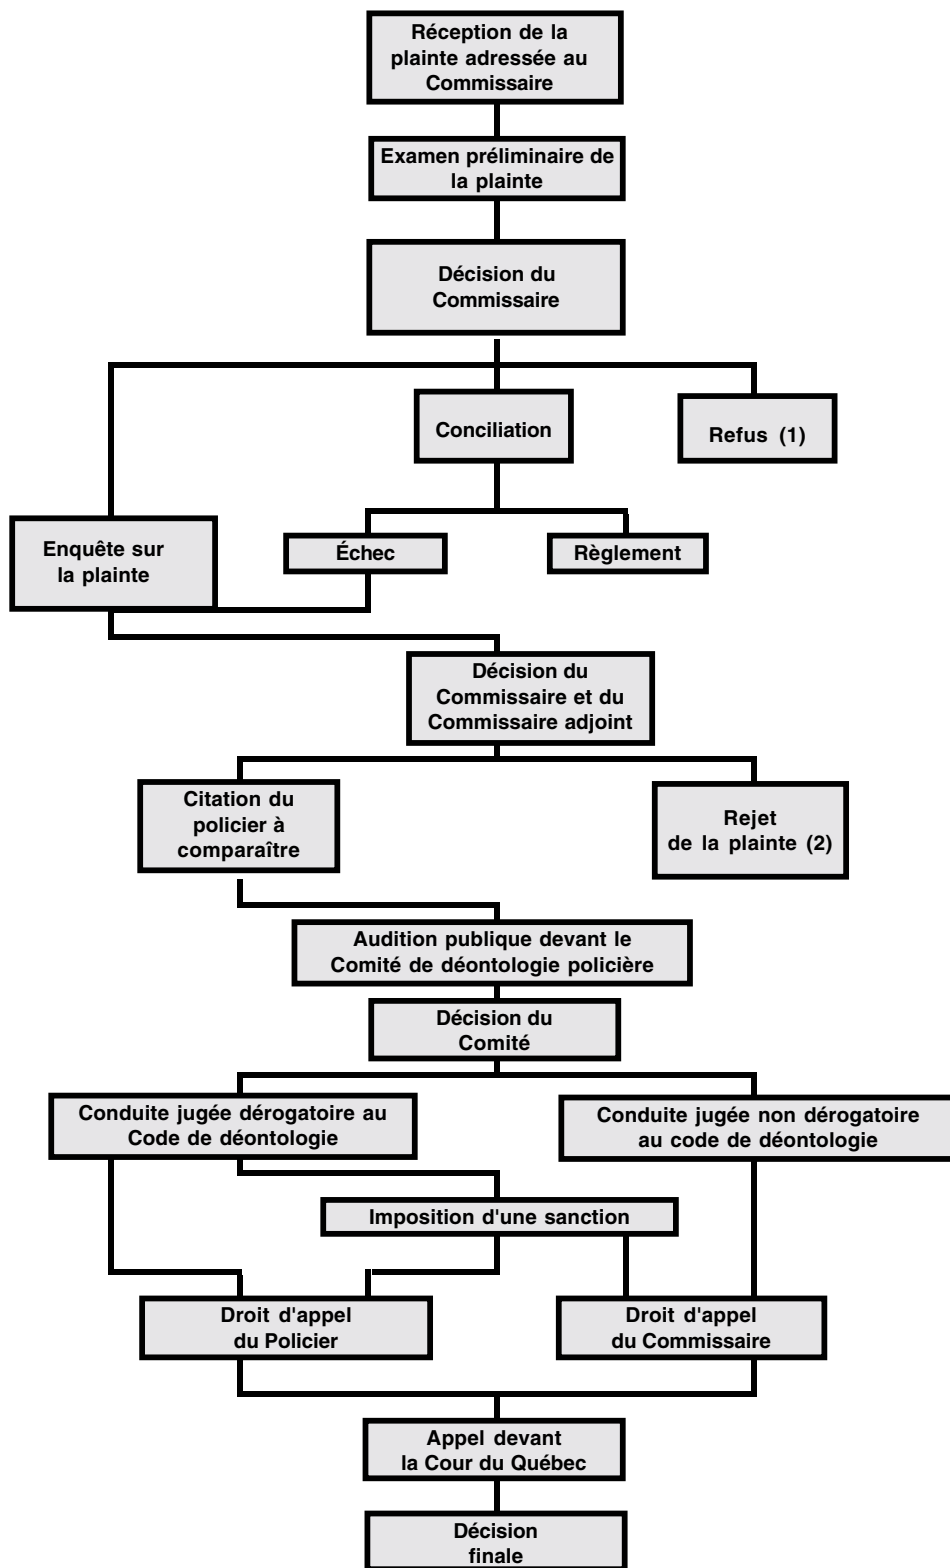 Réception de la
plainte adressée au
Commissaire
Examen préliminaire de
la plainte
Décision du
Commissaire
Conciliation
Refus (1)
Enquête sur
la plainte
Échec
Règlement
Décision du
Commissaire et du
Commissaire adjoint
Citation du
policier à
comparaître
Rejet
de la plainte (2)
Audition publique devant le
Comité de déontologie policière
Décision du
Comité
Conduite jugée dérogatoire au
Code de déontologie
Conduite jugée non dérogatoire
au code de déontologie
Imposition d'une sanction
Droit d'appel
du Policier
Droit d'appel
du Commissaire
Appel devant
la Cour du Québec
Décision
finale